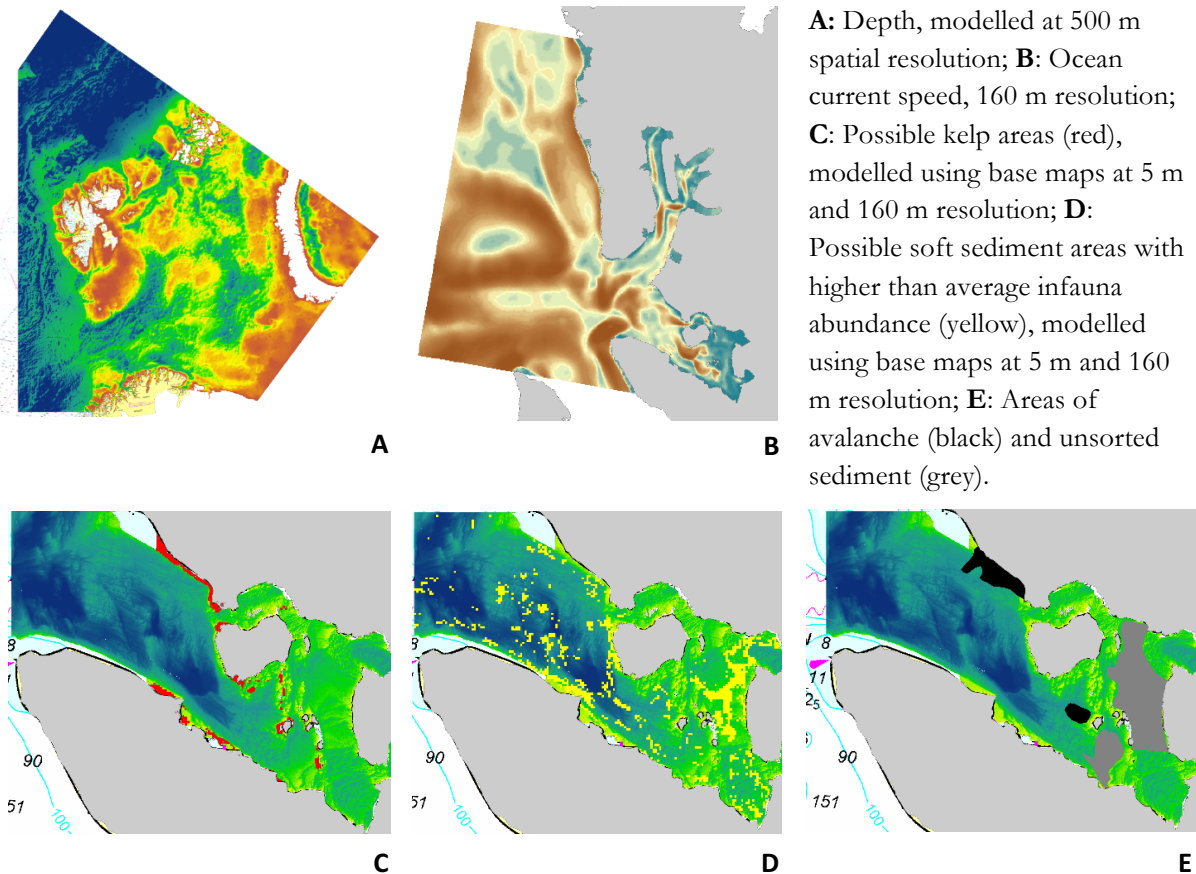 A: Depth, modelled at 500 m
spatial resolution; B: Ocean
current speed, 160 m resolution;
C: Possible kelp areas (red),
modelled using base maps at 5 m
and 160 m resolution; D:
Possible soft sediment areas with
higher than average infauna
abundance (yellow), modelled
using base maps at 5 m and 160
m resolution; E: Areas of
avalanche (black) and unsorted
sediment (grey).
A
B
8
90
51
100
C
8
90
51
100
D
8
11
90
151
100
E